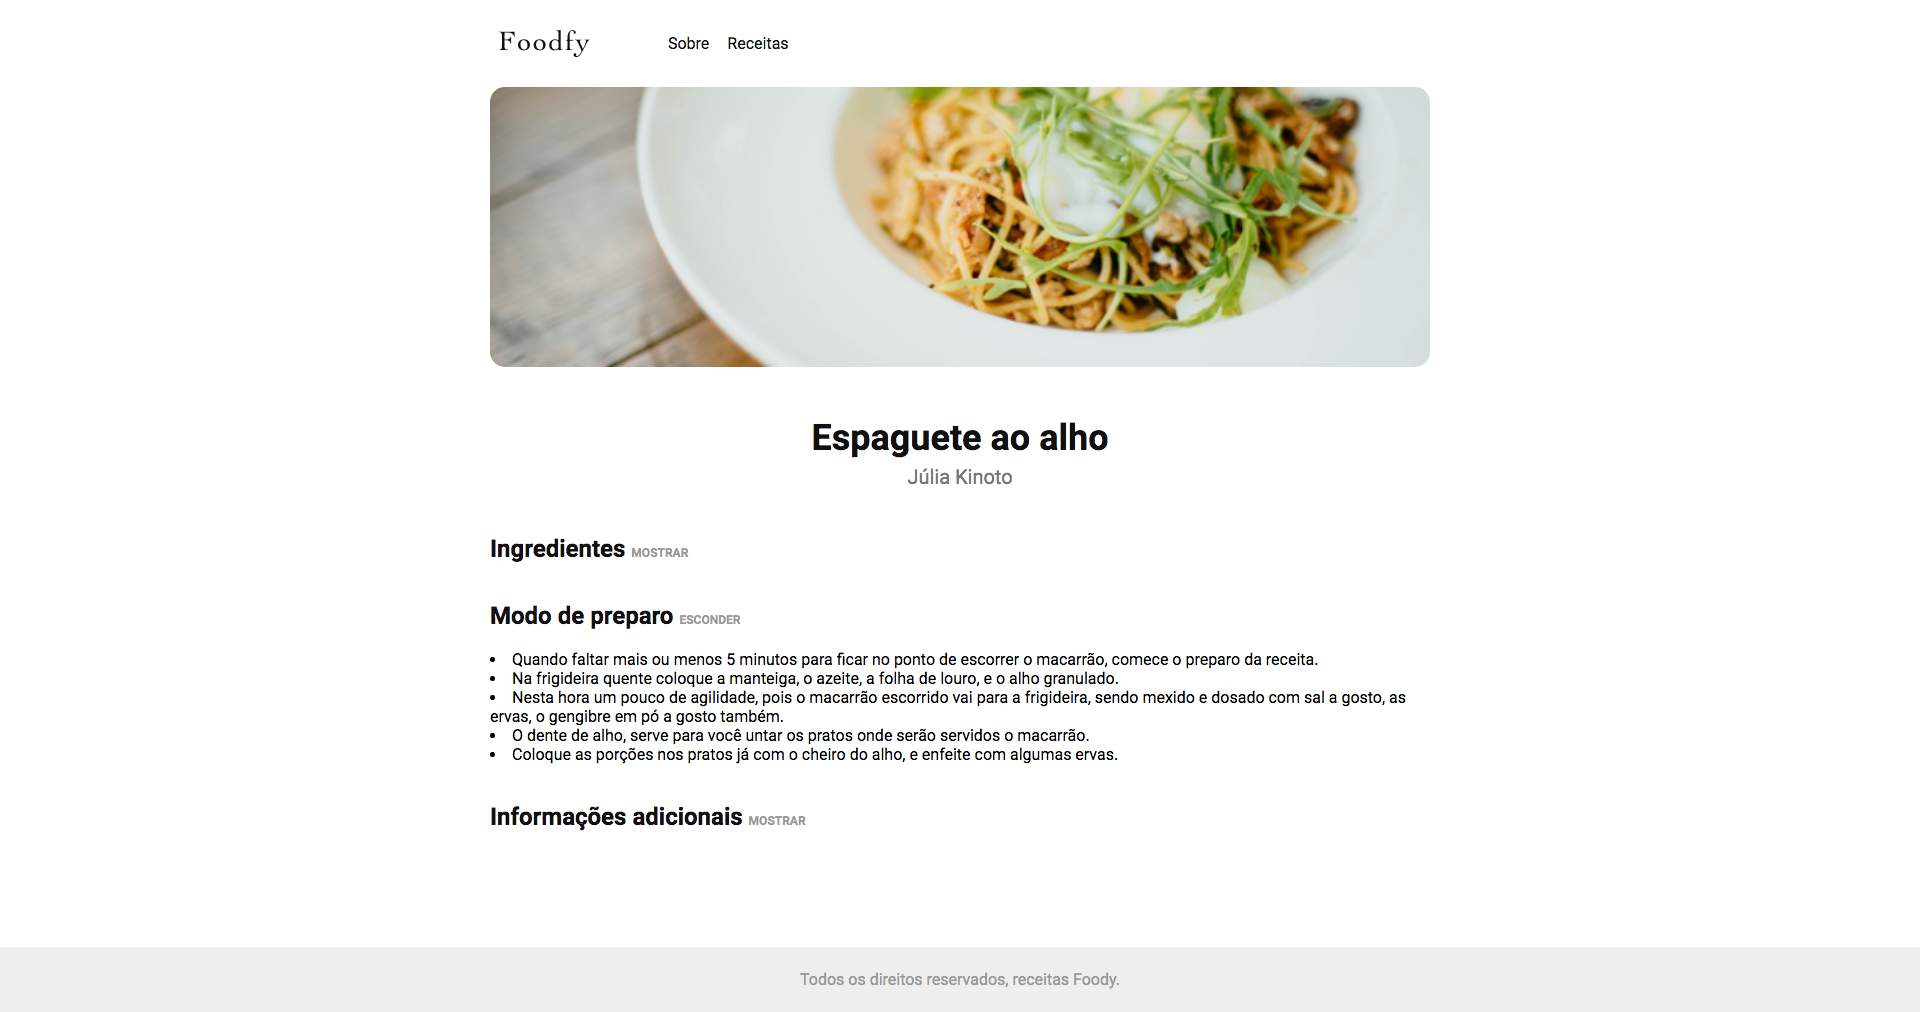 Foodfy
Sobre Receitas
Espaguete ao alho
Júlia Kinoto
Ingredientes MOSTRAR
Modo de preparo ESCONDER
• Quando faltar mais ou menos 5 minutos para ficar no ponto de escorrer o macarrão, comece o preparo da receita.
• Na frigideira quente coloque a manteiga, o azeite, a folha de louro, e o alho granulado.
• Nesta hora um pouco de agilidade, pois o macarrão escorrido vai para a frigideira, sendo mexido e dosado com sal a gosto, as
ervas, o gengibre em pó a gosto também.
• O dente de alho, serve para você untar os pratos onde serão servidos o macarrão.
• Coloque as porções nos pratos já com o cheiro do alho, e enfeite com algumas ervas.
Informações adicionais MOSTRAR
Todos os direitos reservados, receitas Foody.